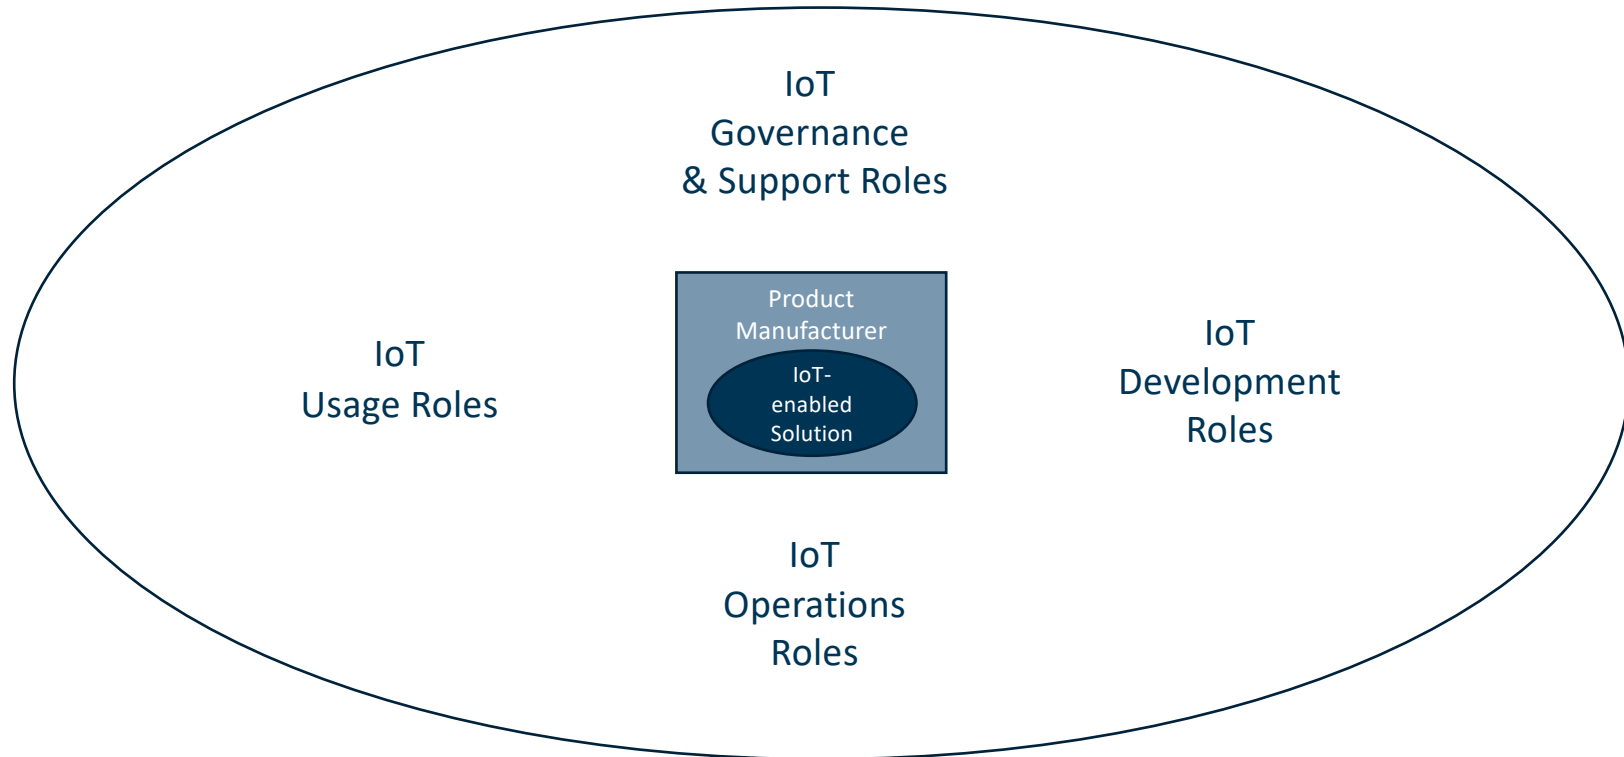 IoT
Governance
& Support Roles
Product
Manufacturer
IoT-
enabled
Solution
IoT
Usage Roles
IoT
Development
Roles
IoT
Operations
Roles